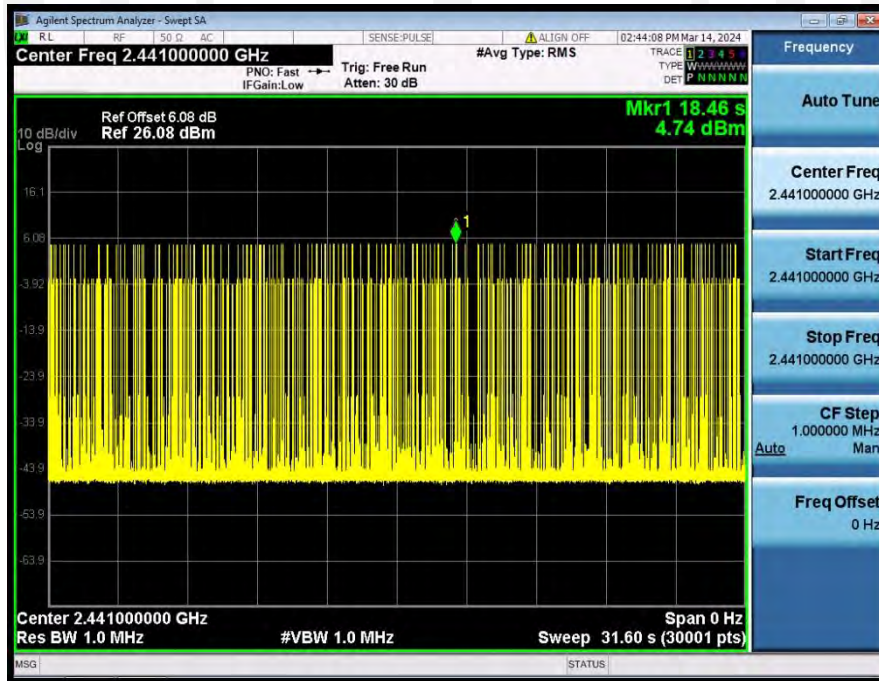 Agilent Spectrum Analyzer - Swept SA
RL RF 50 Ω AC SENSE:PULSE ALIGN OFF 02:44:08 PM Mar 14, 2024
Center Freq 2.441000000 GHz
PNO: Fast
IFGain:Low
Trig: Free Run
Atten: 30 dB
#Avg Type: RMS
TRACE 1 2 3 4 5 6
TYPE WWWWWW
DET P N N N N N
Ref Offset 6.08 dB
10 dB/div Ref 26.08 dBm
Log
Mkr1 18.46 s
4.74 dBm
16.1
6.08
-3.92
-13.9
-23.9
-33.9
-43.9
-53.9
-63.9
1
Center 2.441000000 GHz
Span 0 Hz
Res BW 1.0 MHz
#VBW 1.0 MHz
Sweep 31.60 s (30001 pts)
MSG
STATUS
Frequency
Auto Tune
Center Freq
2.441000000 GHz
Start Freq
2.441000000 GHz
Stop Freq
2.441000000 GHz
CF Step
1.000000 MHz
Auto Man
Freq Offset
0 Hz